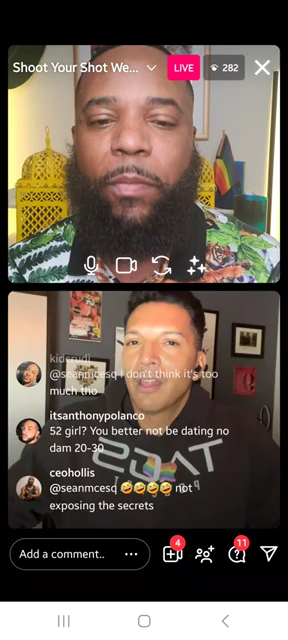 Shoot Your Shot We...
LIVE
282
kidcrudi
@seanmcesq I don't think it's too
much tho
itsanthonypolanco
52 girl? You better not be dating no
dam 20-30
ceohollis
@seanmcesq 🤣🤣🤣🤣 not
exposing the secrets
Add a comment..
4
11